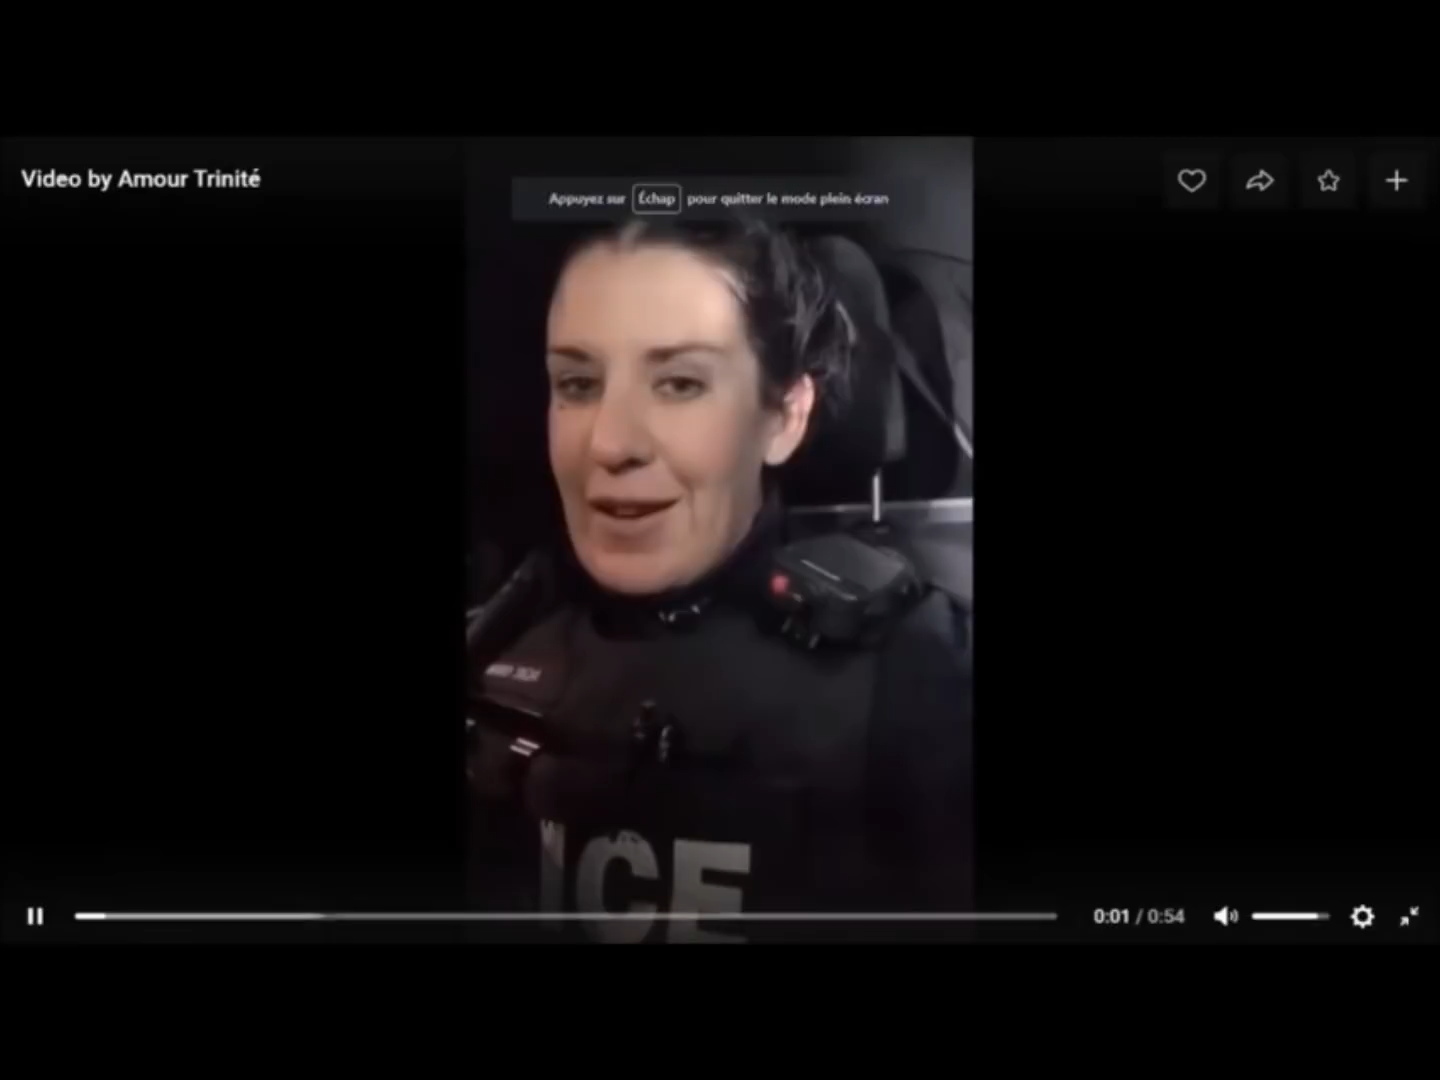 Video by Amour Trinité
Appuyez sur Échap pour quitter le mode plein écran
ICE
0:01 / 0:54